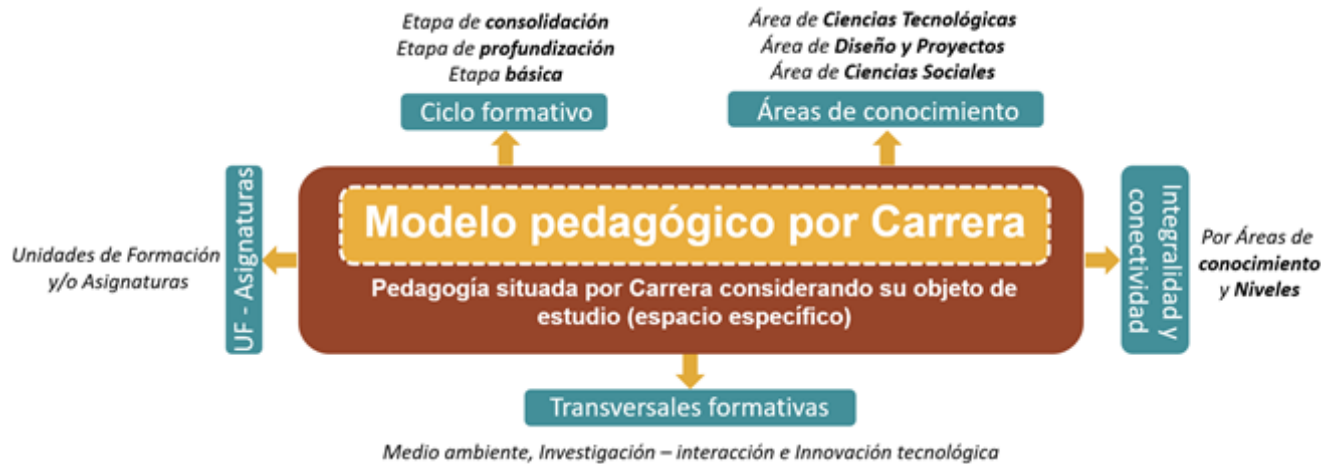 Etapa de consolidación
Etapa de profundización
Etapa básica
Ciclo formativo
Área de Ciencias Tecnológicas
Área de Diseño y Proyectos
Área de Ciencias Sociales
Áreas de conocimiento
Unidades de Formación
y/o Asignaturas
UF - Asignaturas
Modelo pedagógico por Carrera
Pedagogía situada por Carrera considerando su objeto de
estudio (espacio específico)
Integralidad y
conectividad
Por Áreas de
conocimiento
y Niveles
Transversales formativas
Medio ambiente, Investigación – interacción e Innovación tecnológica